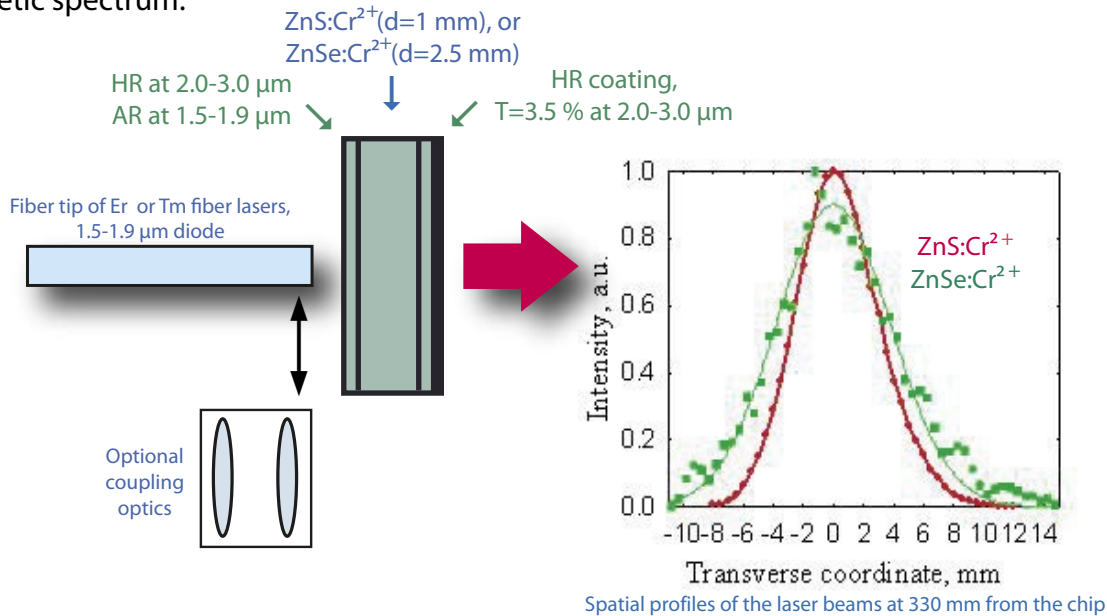 etic spectrum.
ZnS:Cr²⁺(d=1 mm), or
ZnSe:Cr²⁺(d=2.5 mm)
HR at 2.0-3.0 µm
AR at 1.5-1.9 µm
HR coating,
T=3.5 % at 2.0-3.0 µm
Fiber tip of Er or Tm fiber lasers,
1.5-1.9 µm diode
Optional
coupling
optics
ZnS:Cr²⁺
ZnSe:Cr²⁺
Intensity, a.u.
1.0
0.8
0.6
0.4
0.2
0.0
-10 -8 -6 -4 -2 0 2 4 6 8 10 12 14
Transverse coordinate, mm
Spatial profiles of the laser beams at 330 mm from the chip